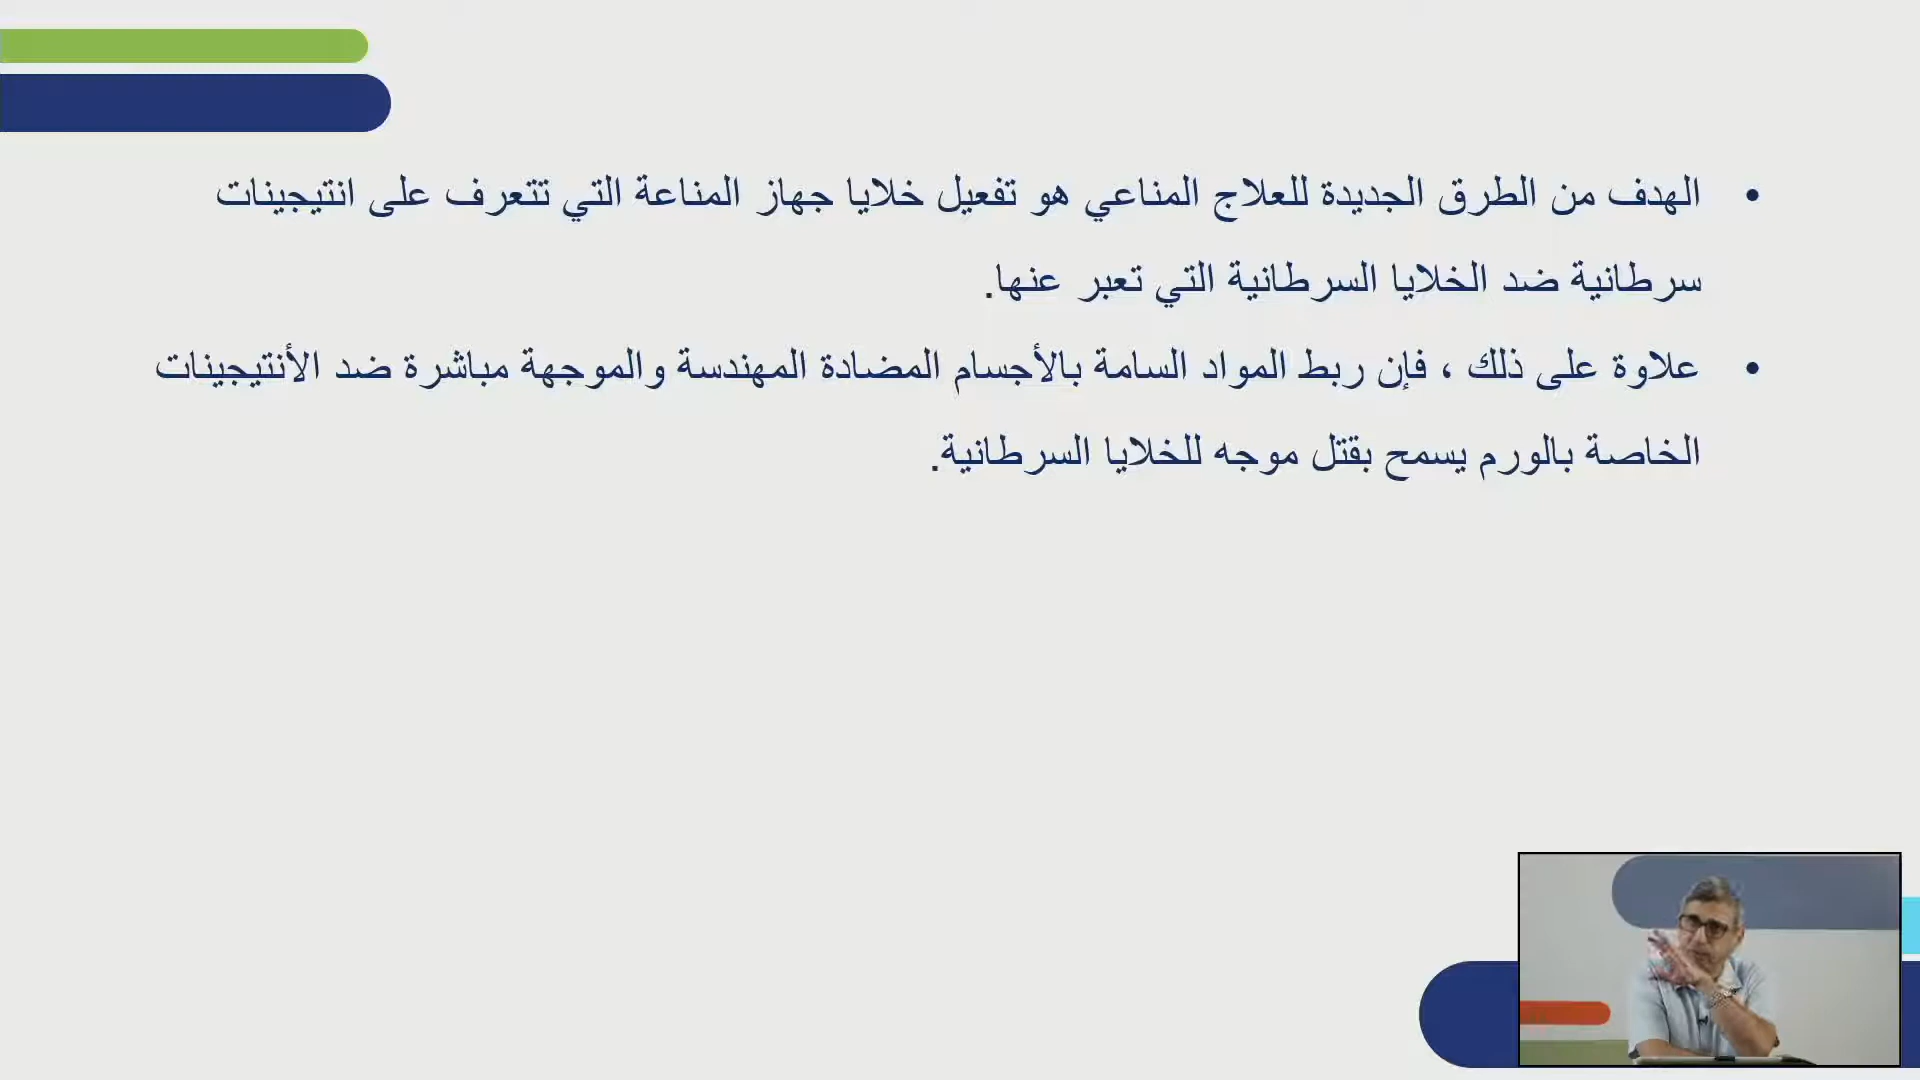 • الهدف من الطرق الجديدة للعلاج المناعي هو تفعيل خلايا جهاز المناعة التي تتعرف على انتيجينات
سرطانية ضد الخلايا السرطانية التي تعبر عنها.
• علاوة على ذلك ، فإن ربط المواد السامة بالأجسام المضادة المهندسة والموجهة مباشرة ضد الأنتيجينات
الخاصة بالورم يسمح بقتل موجه للخلايا السرطانية.